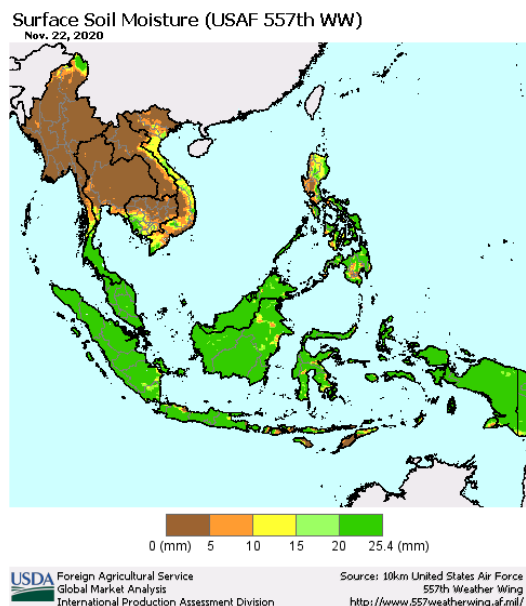 Surface Soil Moisture (USAF 557th WW)
Nov. 22, 2020
0 (mm) 5 10 15 20 25.4 (mm)
USDA Foreign Agricultural Service
Global Market Analysis
International Production Assessment Division
Source: 10km United States Air Force
557th Weather Wing
http://www.557weatherwing.af.mil/